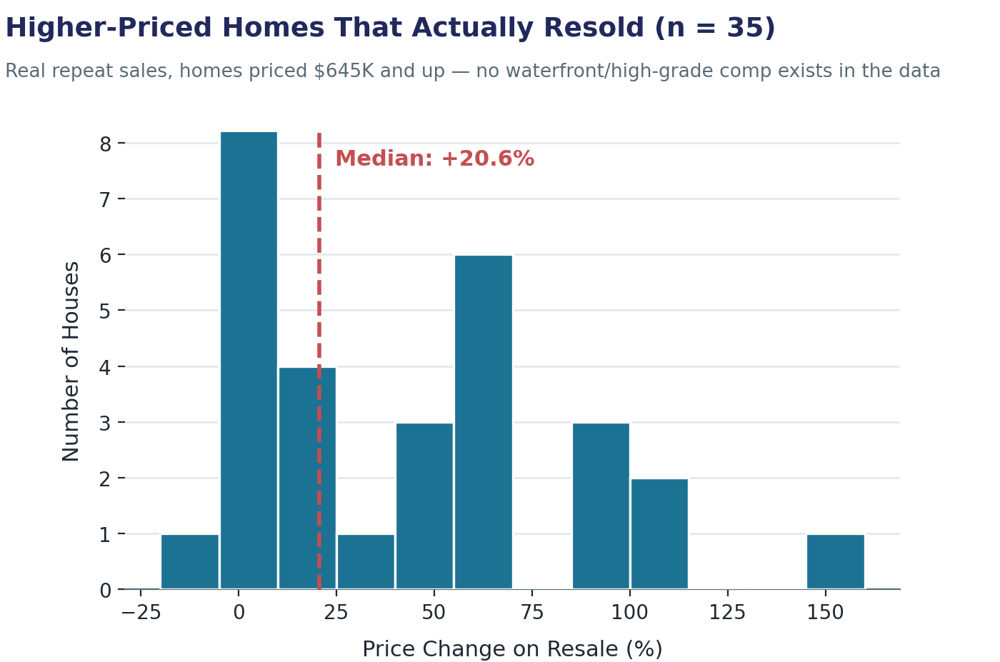 Higher-Priced Homes That Actually Resold (n = 35)
Real repeat sales, homes priced $645K and up — no waterfront/high-grade comp exists in the data
Median: +20.6%
Number of Houses
8
7
6
5
4
3
2
1
0
−25 0 25 50 75 100 125 150
Price Change on Resale (%)